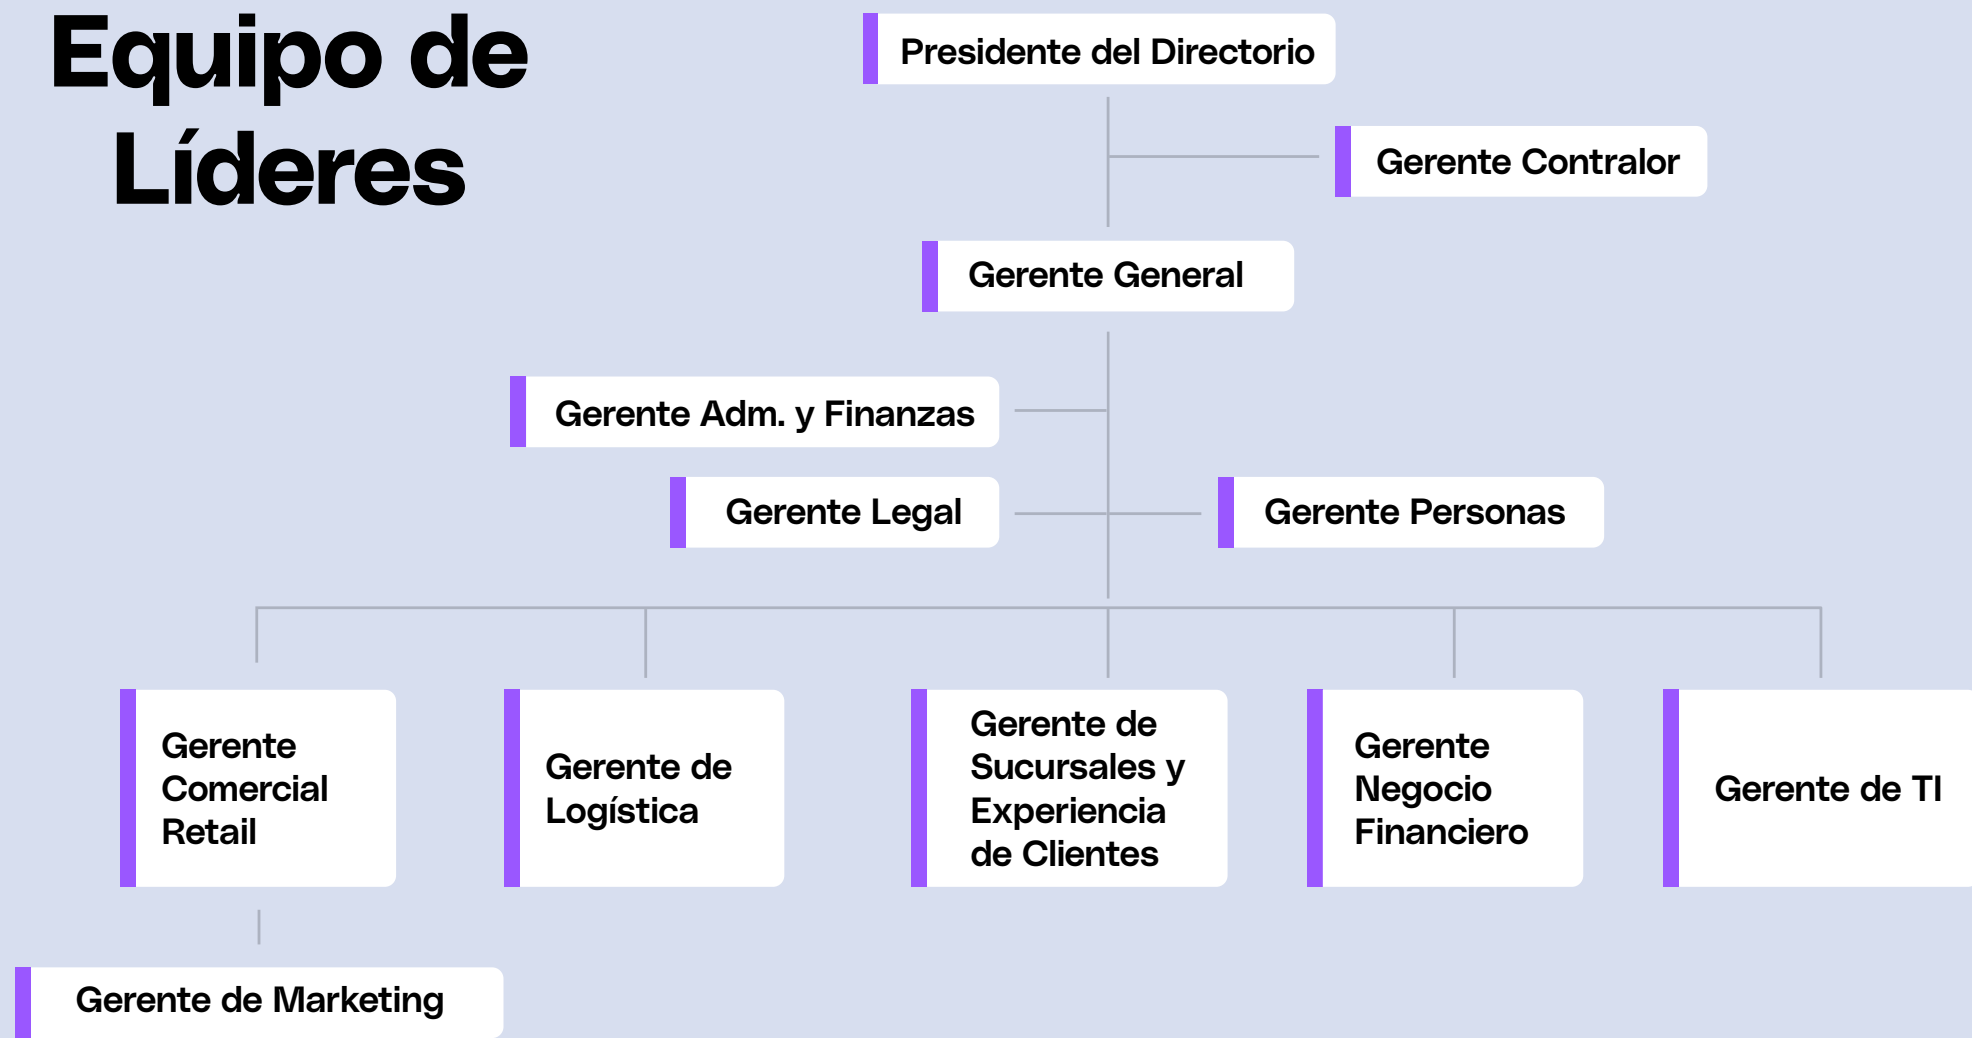 Equipo de
Líderes
Presidente del Directorio
Gerente Contralor
Gerente General
Gerente Adm. y Finanzas
Gerente Legal
Gerente Personas
Gerente
Comercial
Retail
Gerente de
Logística
Gerente de
Sucursales y
Experiencia
de Clientes
Gerente
Negocio
Financiero
Gerente de TI
Gerente de Marketing